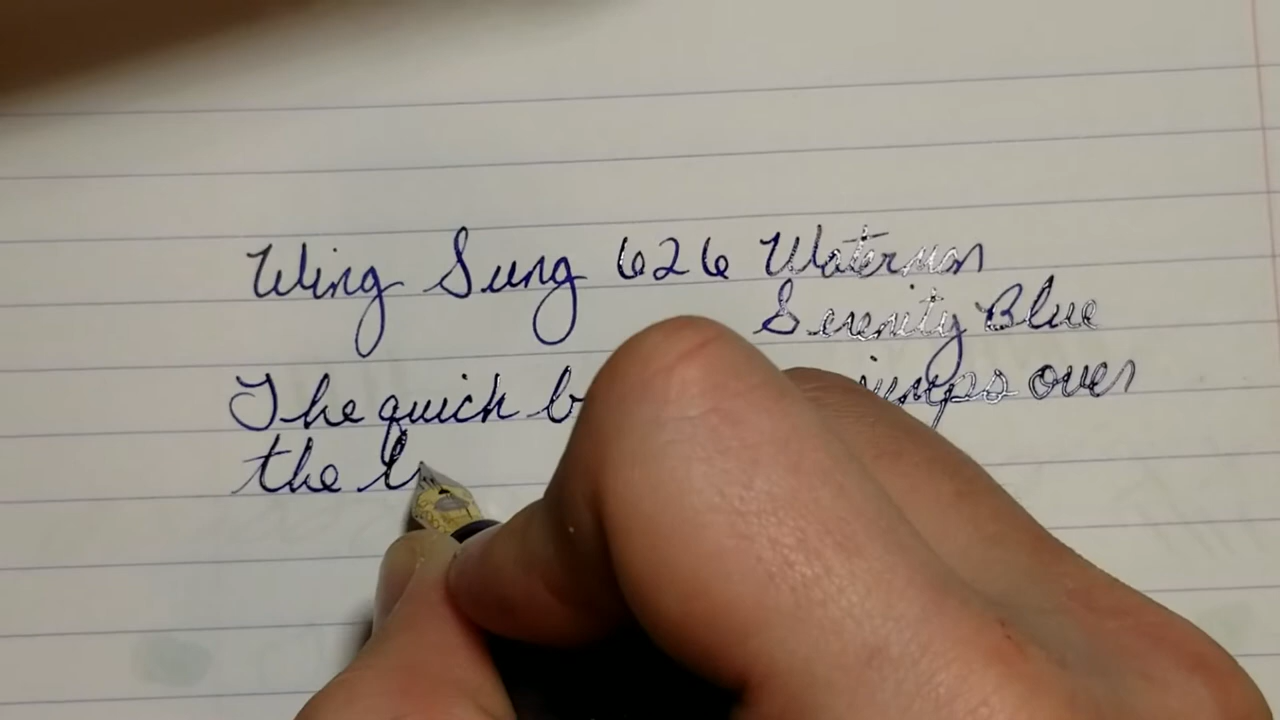 Wing Sung 626 Waterman
Serenity Blue
The quick jumps over
the